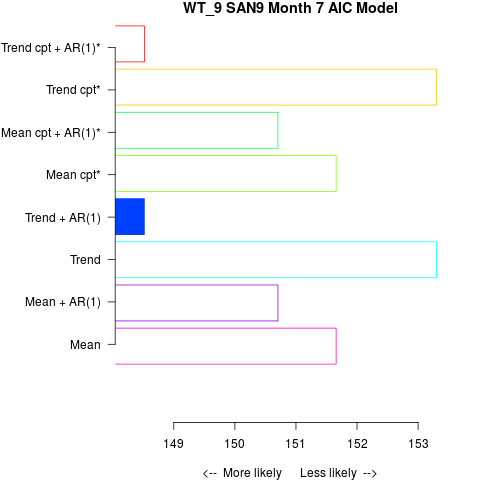 WT_9 SAN9 Month 7 AIC Model
Trend cpt + AR(1)*
Trend cpt*
Mean cpt + AR(1)*
Mean cpt*
Trend + AR(1)
Trend
Mean + AR(1)
Mean
149 150 151 152 153
<-- More likely Less likely -->